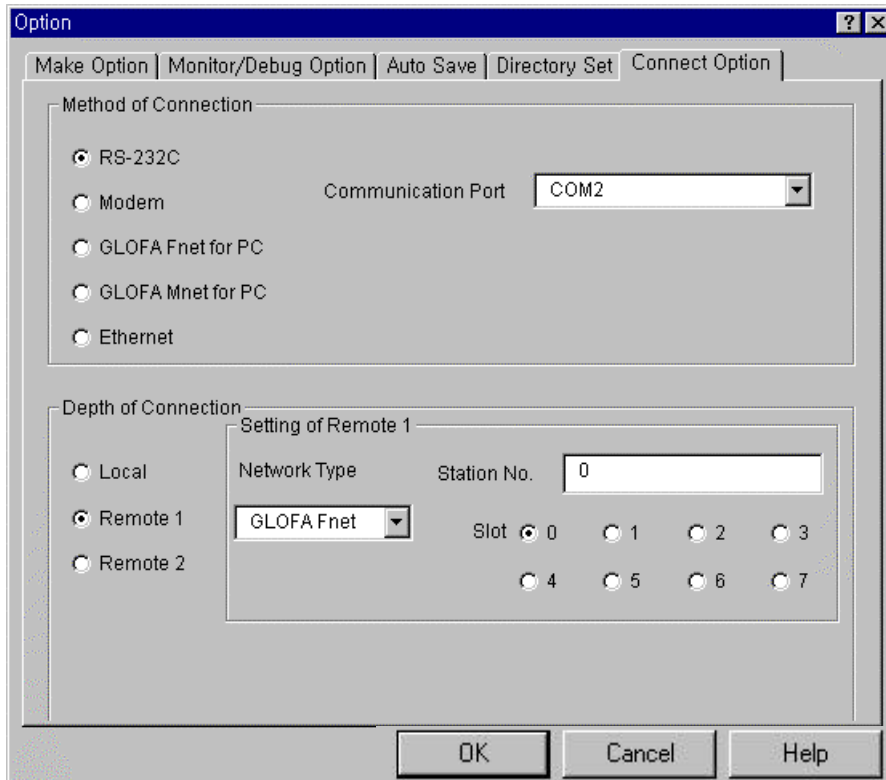 Option
Make Option Monitor/Debug Option Auto Save Directory Set Connect Option
Method of Connection
RS-232C
Communication Port COM2
Modem
GLOFA Fnet for PC
GLOFA Mnet for PC
Ethernet
Depth of Connection
Setting of Remote 1
Local
Remote 1
Remote 2
Network Type
GLOFA Fnet
Station No. 0
Slot 0 1 2 3
4 5 6 7
OK Cancel Help